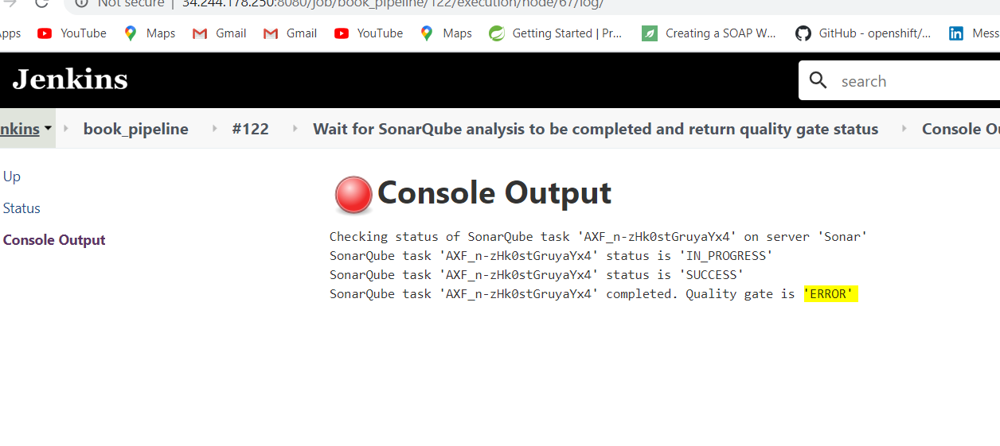 Not secure | 34.244.178.250:8080/job/book_pipeline/122/execution/node/67/log/
pps YouTube Maps Gmail Gmail YouTube Maps Getting Started | Pr... Creating a SOAP W... GitHub - openshift/... Mess
Jenkins search
nkins book_pipeline #122 Wait for SonarQube analysis to be completed and return quality gate status Console Ou
Up
Status
Console Output
Console Output
Checking status of SonarQube task 'AXF_n-zHk0stGruyaYx4' on server 'Sonar'
SonarQube task 'AXF_n-zHk0stGruyaYx4' status is 'IN_PROGRESS'
SonarQube task 'AXF_n-zHk0stGruyaYx4' status is 'SUCCESS'
SonarQube task 'AXF_n-zHk0stGruyaYx4' completed. Quality gate is 'ERROR'